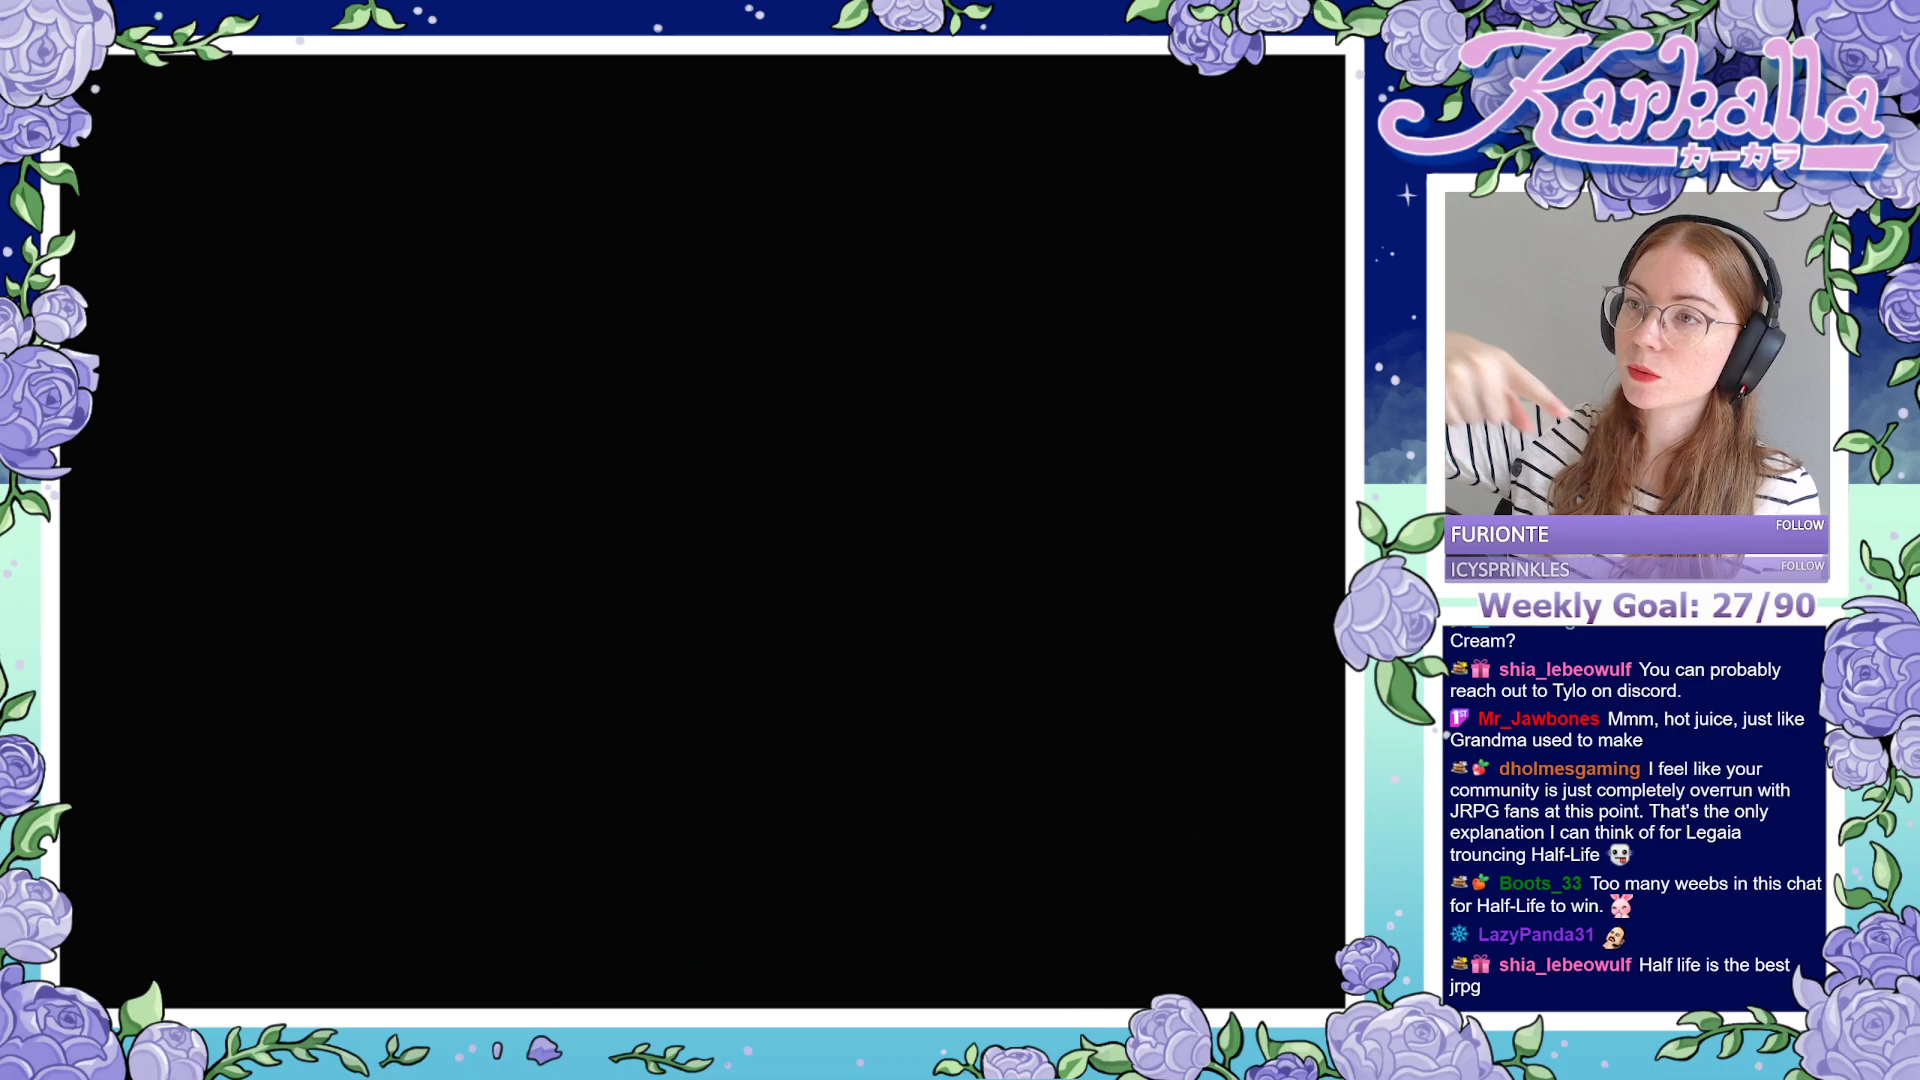 Karkalla
カーカラ
FURIONTE
FOLLOW
ICYSPRINKLES
FOLLOW
Weekly Goal: 27/90
Cream?
shia_lebeowulf You can probably
reach out to Tylo on discord.
1ST Mr_Jawbones Mmm, hot juice, just like
Grandma used to make
dholmesgaming I feel like your
community is just completely overrun with
JRPG fans at this point. That's the only
explanation I can think of for Legaia
trouncing Half-Life
Boots_33 Too many weebs in this chat
for Half-Life to win.
LazyPanda31
shia_lebeowulf Half life is the best
jrpg